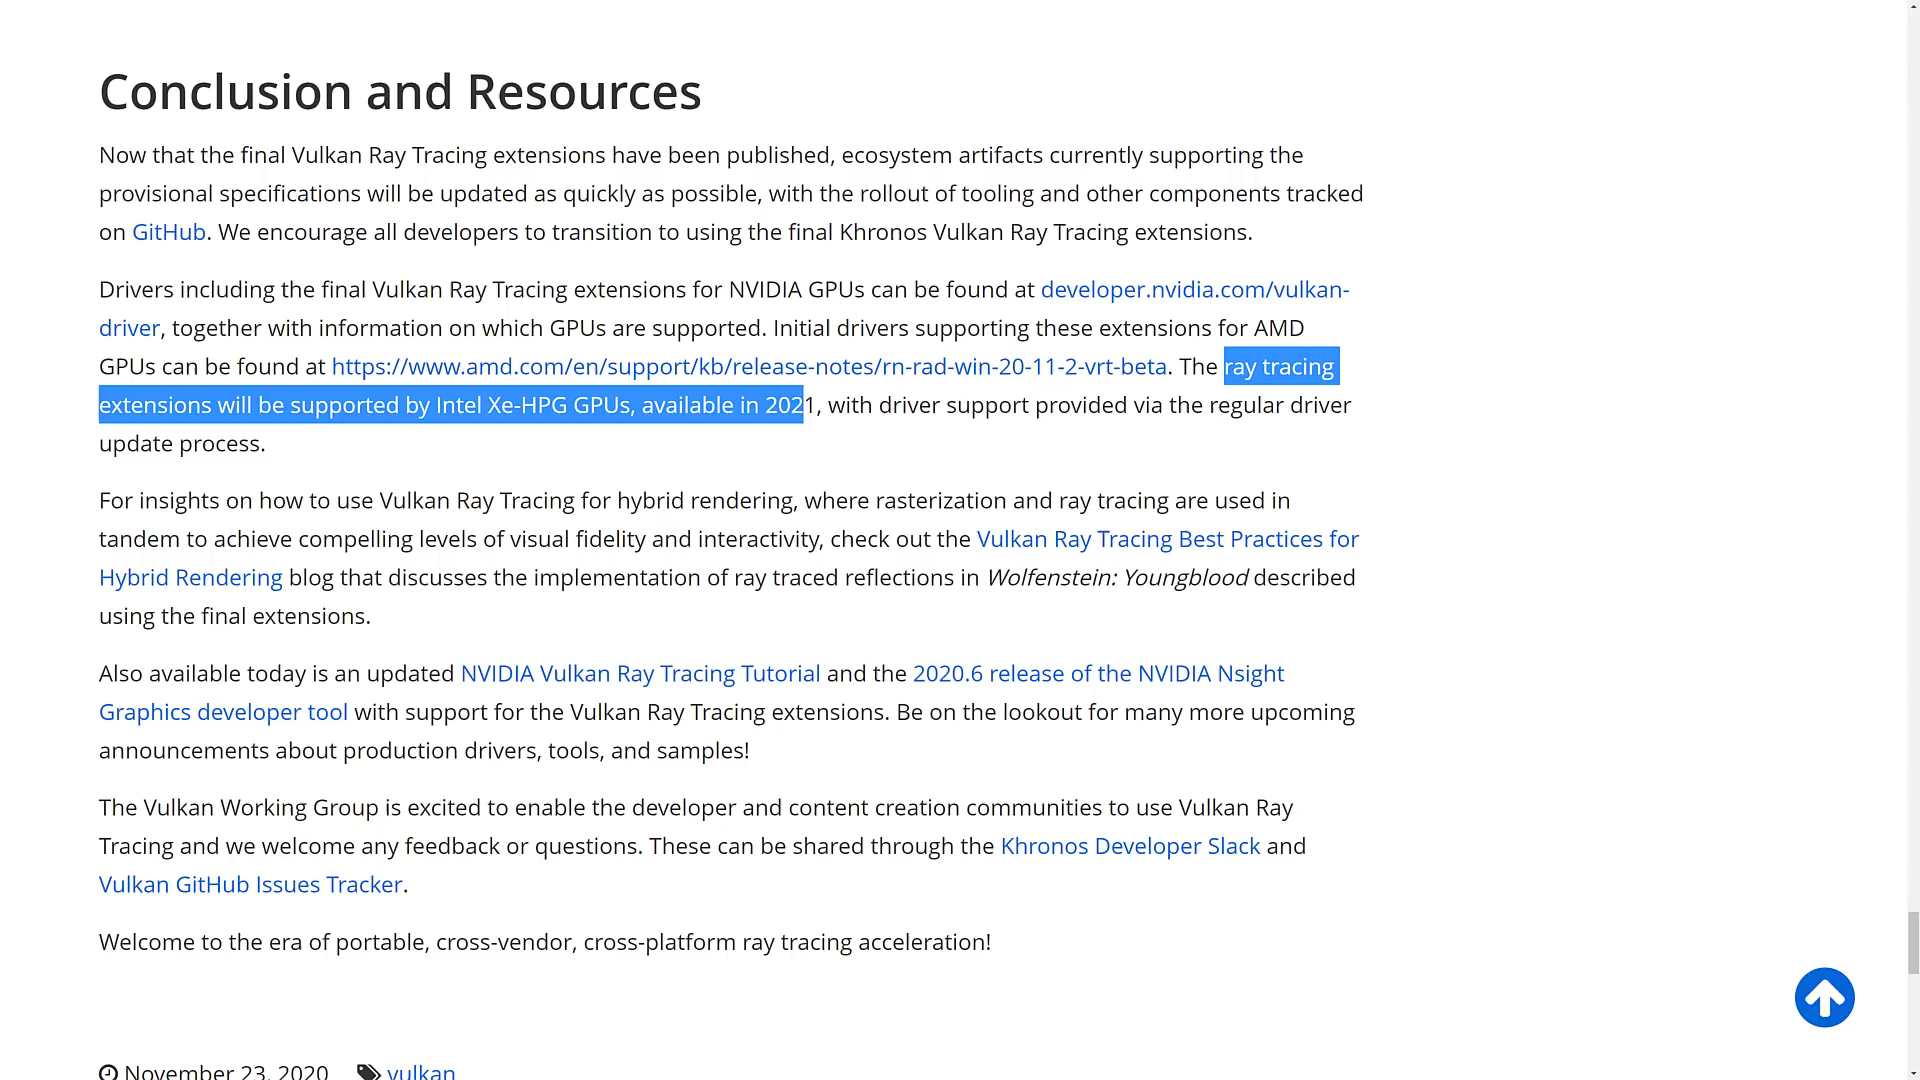 Conclusion and Resources
Now that the final Vulkan Ray Tracing extensions have been published, ecosystem artifacts currently supporting the
provisional specifications will be updated as quickly as possible, with the rollout of tooling and other components tracked
on GitHub. We encourage all developers to transition to using the final Khronos Vulkan Ray Tracing extensions.
Drivers including the final Vulkan Ray Tracing extensions for NVIDIA GPUs can be found at developer.nvidia.com/vulkan-
driver, together with information on which GPUs are supported. Initial drivers supporting these extensions for AMD
GPUs can be found at https://www.amd.com/en/support/kb/release-notes/rn-rad-win-20-11-2-vrt-beta. The ray tracing
extensions will be supported by Intel Xe-HPG GPUs, available in 2021, with driver support provided via the regular driver
update process.
For insights on how to use Vulkan Ray Tracing for hybrid rendering, where rasterization and ray tracing are used in
tandem to achieve compelling levels of visual fidelity and interactivity, check out the Vulkan Ray Tracing Best Practices for
Hybrid Rendering blog that discusses the implementation of ray traced reflections in Wolfenstein: Youngblood described
using the final extensions.
Also available today is an updated NVIDIA Vulkan Ray Tracing Tutorial and the 2020.6 release of the NVIDIA Nsight
Graphics developer tool with support for the Vulkan Ray Tracing extensions. Be on the lookout for many more upcoming
announcements about production drivers, tools, and samples!
The Vulkan Working Group is excited to enable the developer and content creation communities to use Vulkan Ray
Tracing and we welcome any feedback or questions. These can be shared through the Khronos Developer Slack and
Vulkan GitHub Issues Tracker.
Welcome to the era of portable, cross-vendor, cross-platform ray tracing acceleration!
November 23, 2020 vulkan